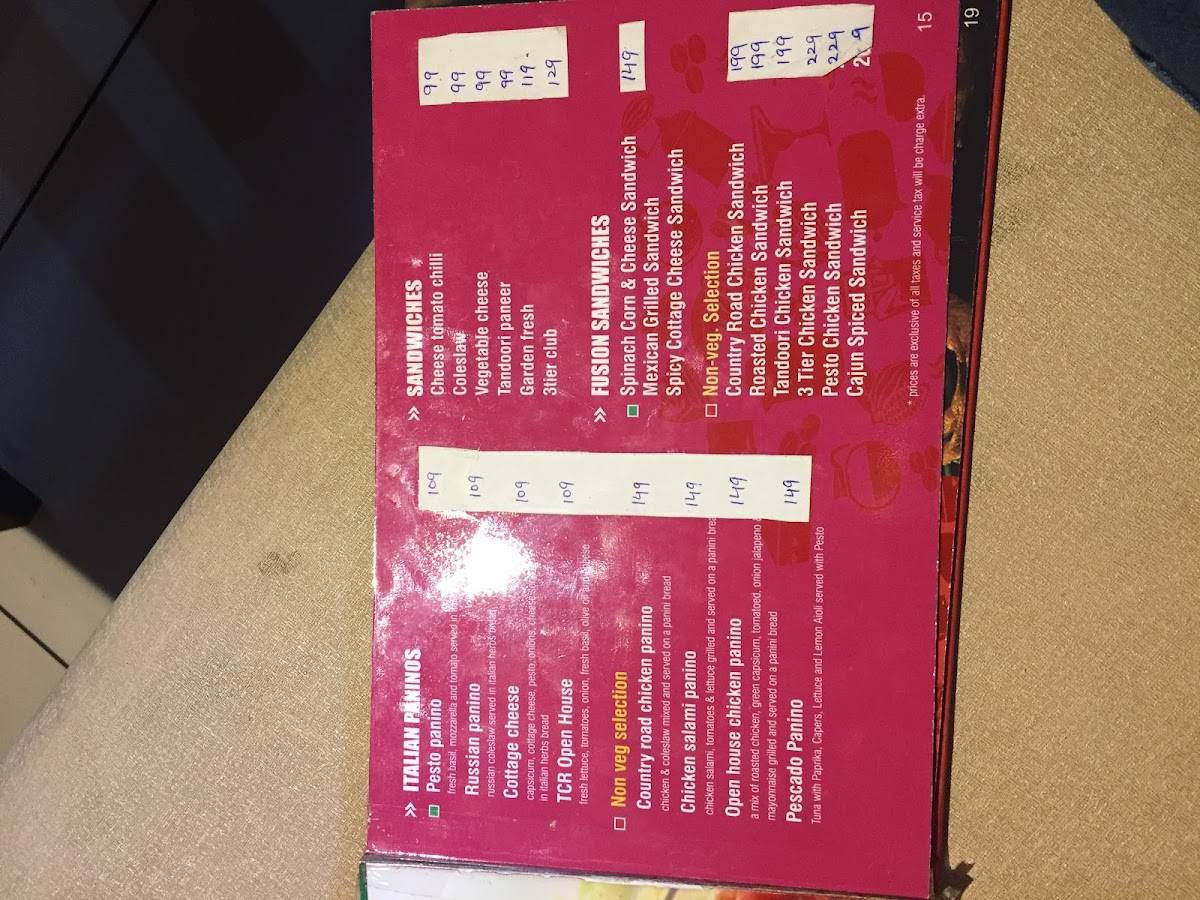 » ITALIAN PANINOS
Pesto panino 109
fresh basil, mozzarella and tomato served in
Russian panino 109
russian coleslaw served in italian herbs bread
Cottage cheese 109
capsicum, cottage cheese, pesto, onions, cheese
in italian herbs bread
TCR Open House 109
fresh lettuce, tomatoes, onion, fresh basil, olive oil and cheese
Non veg selection
Country road chicken panino 149
chicken & coleslaw mixed and served on a panini bread
Chicken salami panino 149
chicken salami, tomatoes & lettuce grilled and served on a panini brea
Open house chicken panino 149
a mix of roasted chicken, green capsicum, tomatoed, onion jalapeno &
mayonnaise grilled and served on a panini bread
Pescado Panino 149
Tuna with Paprika, Capers, Lettuce and Lemon Aioli served with Pesto
» SANDWICHES
Cheese tomato chilli 99
Coleslaw 99
Vegetable cheese 99
Tandoori paneer 99
Garden fresh 119.
3tier club 129
» FUSION SANDWICHES
Spinach Corn & Cheese Sandwich 149
Mexican Grilled Sandwich
Spicy Cottage Cheese Sandwich
Non-veg. Selection
Country Road Chicken Sandwich 199
Roasted Chicken Sandwich 199
Tandoori Chicken Sandwich 199
3 Tier Chicken Sandwich 229
Pesto Chicken Sandwich 229
Cajun Spiced Sandwich
* prices are exclusive of all taxes and service tax will be charge extra.
15
19